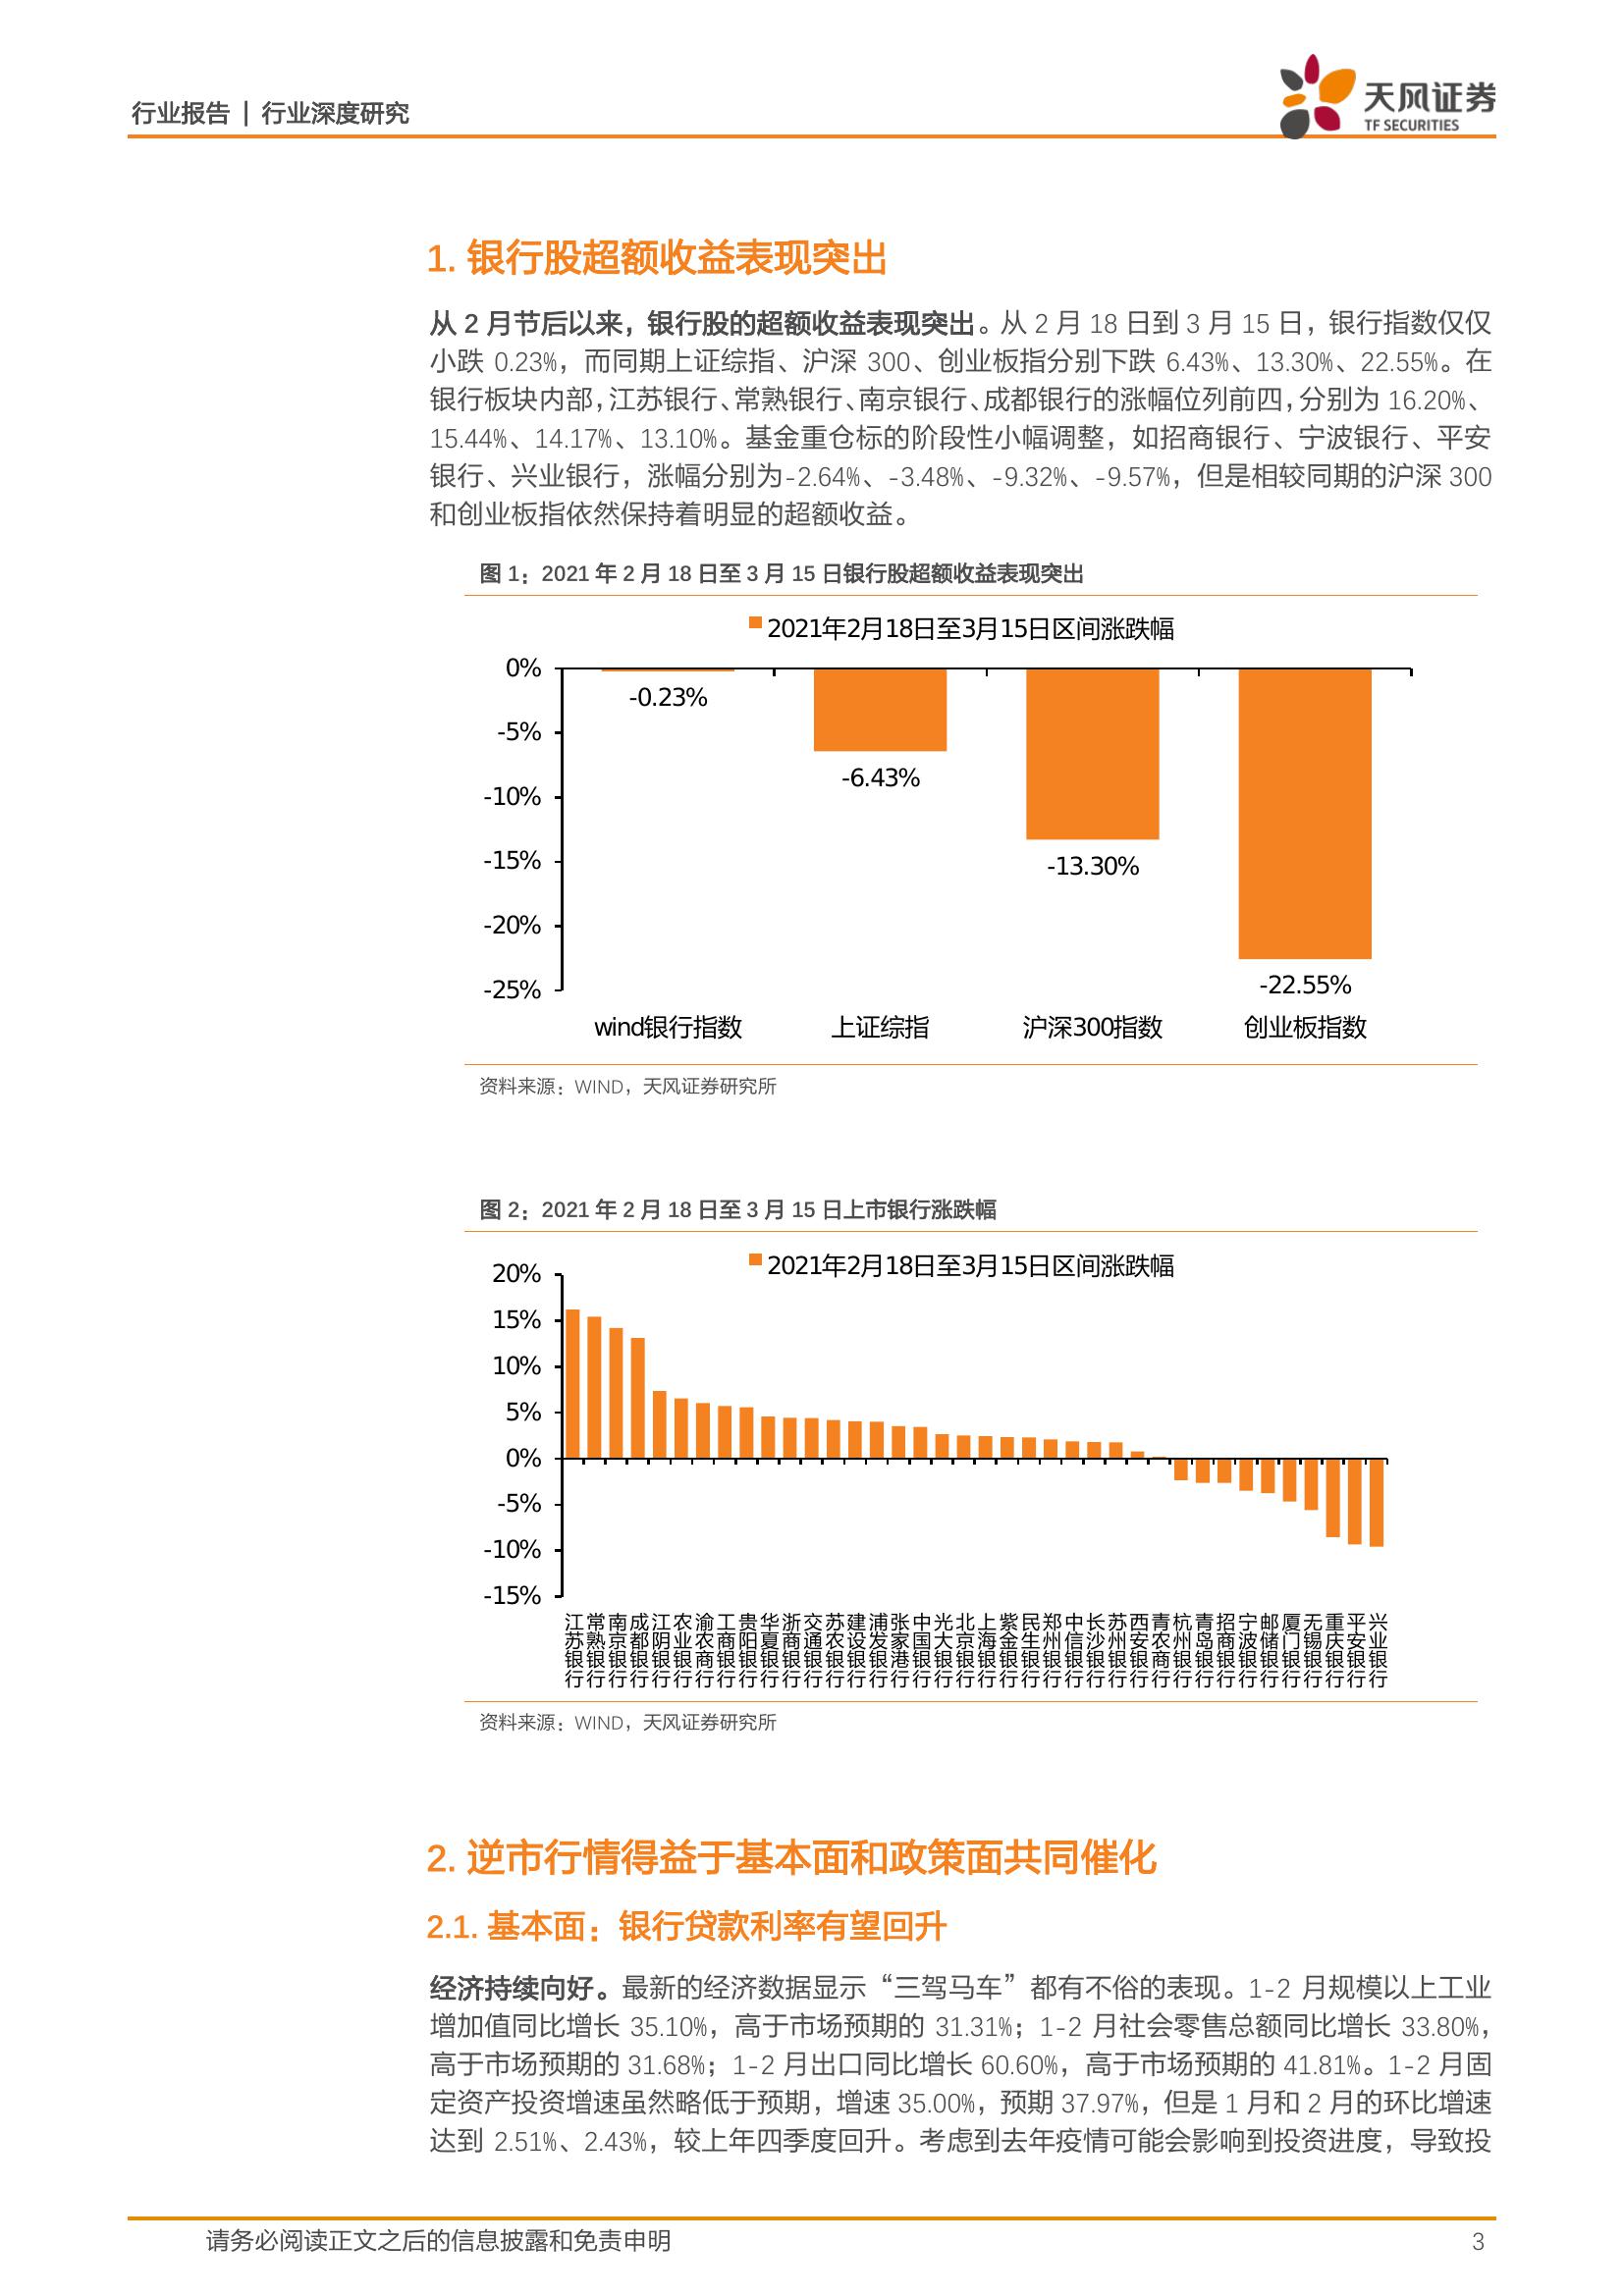 行业报告 | 行业深度研究
天风证券
TF SECURITIES
1. 银行股超额收益表现突出
从 2 月节后以来，银行股的超额收益表现突出。从 2 月 18 日到 3 月 15 日，银行指数仅仅
小跌 0.23%，而同期上证综指、沪深 300、创业板指分别下跌 6.43%、13.30%、22.55%。在
银行板块内部，江苏银行、常熟银行、南京银行、成都银行的涨幅位列前四，分别为 16.20%、
15.44%、14.17%、13.10%。基金重仓标的阶段性小幅调整，如招商银行、宁波银行、平安
银行、兴业银行，涨幅分别为-2.64%、-3.48%、-9.32%、-9.57%，但是相较同期的沪深 300
和创业板指依然保持着明显的超额收益。
图 1：2021 年 2 月 18 日至 3 月 15 日银行股超额收益表现突出
2021年2月18日至3月15日区间涨跌幅
0%
-5%
-10%
-15%
-20%
-25%
-0.23%
-6.43%
-13.30%
-22.55%
wind银行指数
上证综指
沪深300指数
创业板指数
资料来源：WIND，天风证券研究所
图 2：2021 年 2 月 18 日至 3 月 15 日上市银行涨跌幅
2021年2月18日至3月15日区间涨跌幅
20%
15%
10%
5%
0%
-5%
-10%
-15%
江苏银行
常熟银行
南京银行
成都银行
江阴银行
农业银行
渝农商行
工商银行
贵阳银行
华夏银行
浙商银行
交通银行
苏农银行
建设银行
浦发银行
张家港行
中国银行
光大银行
北京银行
上海银行
紫金银行
民生银行
郑州银行
中信银行
长沙银行
苏州银行
西安银行
青农商行
杭州银行
青岛银行
招商银行
宁波银行
邮储银行
厦门银行
无锡银行
重庆银行
平安银行
兴业银行
资料来源：WIND，天风证券研究所
2. 逆市行情得益于基本面和政策面共同催化
2.1. 基本面：银行贷款利率有望回升
经济持续向好。最新的经济数据显示“三驾马车”都有不俗的表现。1-2 月规模以上工业
增加值同比增长 35.10%，高于市场预期的 31.31%；1-2 月社会零售总额同比增长 33.80%，
高于市场预期的 31.68%；1-2 月出口同比增长 60.60%，高于市场预期的 41.81%。1-2 月固
定资产投资增速虽然略低于预期，增速 35.00%，预期 37.97%，但是 1 月和 2 月的环比增速
达到 2.51%、2.43%，较上年四季度回升。考虑到去年疫情可能会影响到投资进度，导致投
请务必阅读正文之后的信息披露和免责申明
3